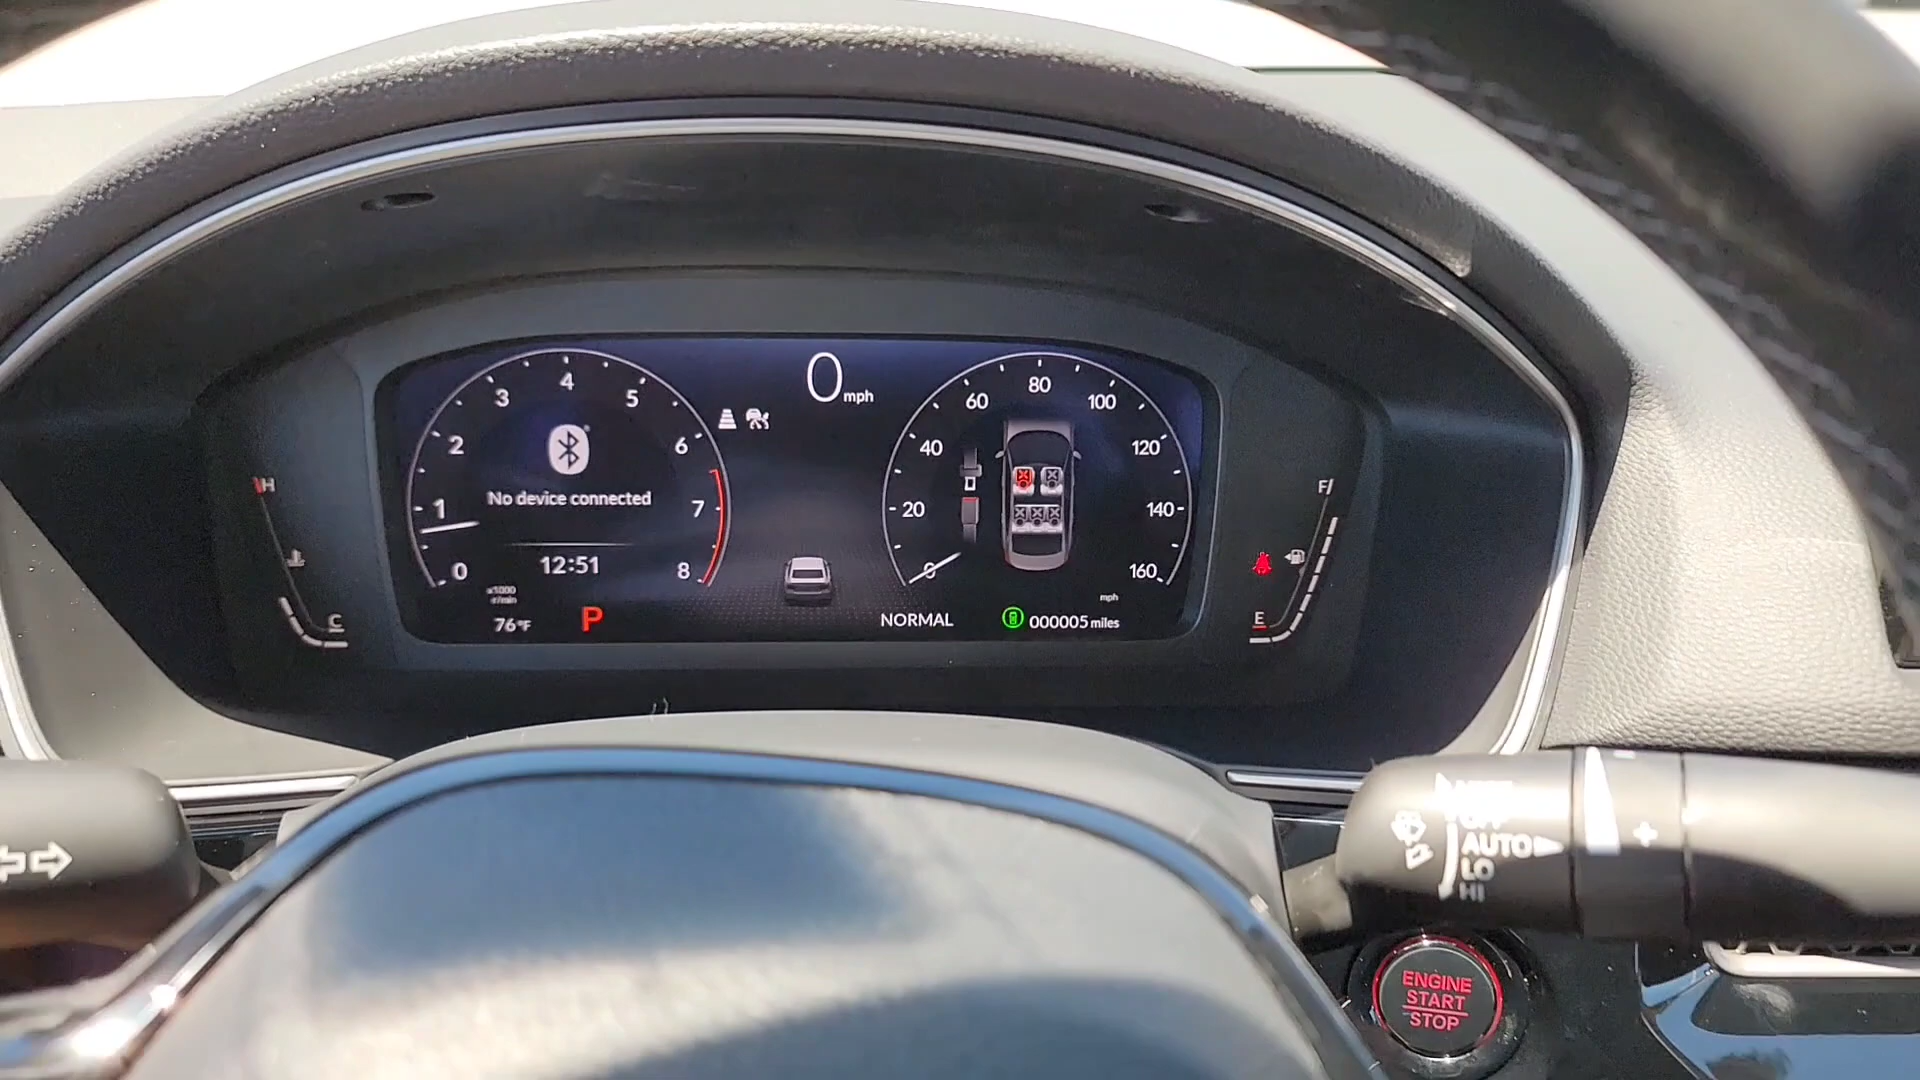 0 mph
0
1
2
3
4
5
6
7
8
x1000
r/min
No device connected
12:51
76°F
P
0
20
40
60
80
100
120
140
160
mph
NORMAL
000005 miles
H
C
F
E
OFF
AUTO
LO
HI
- +
ENGINE
START
STOP